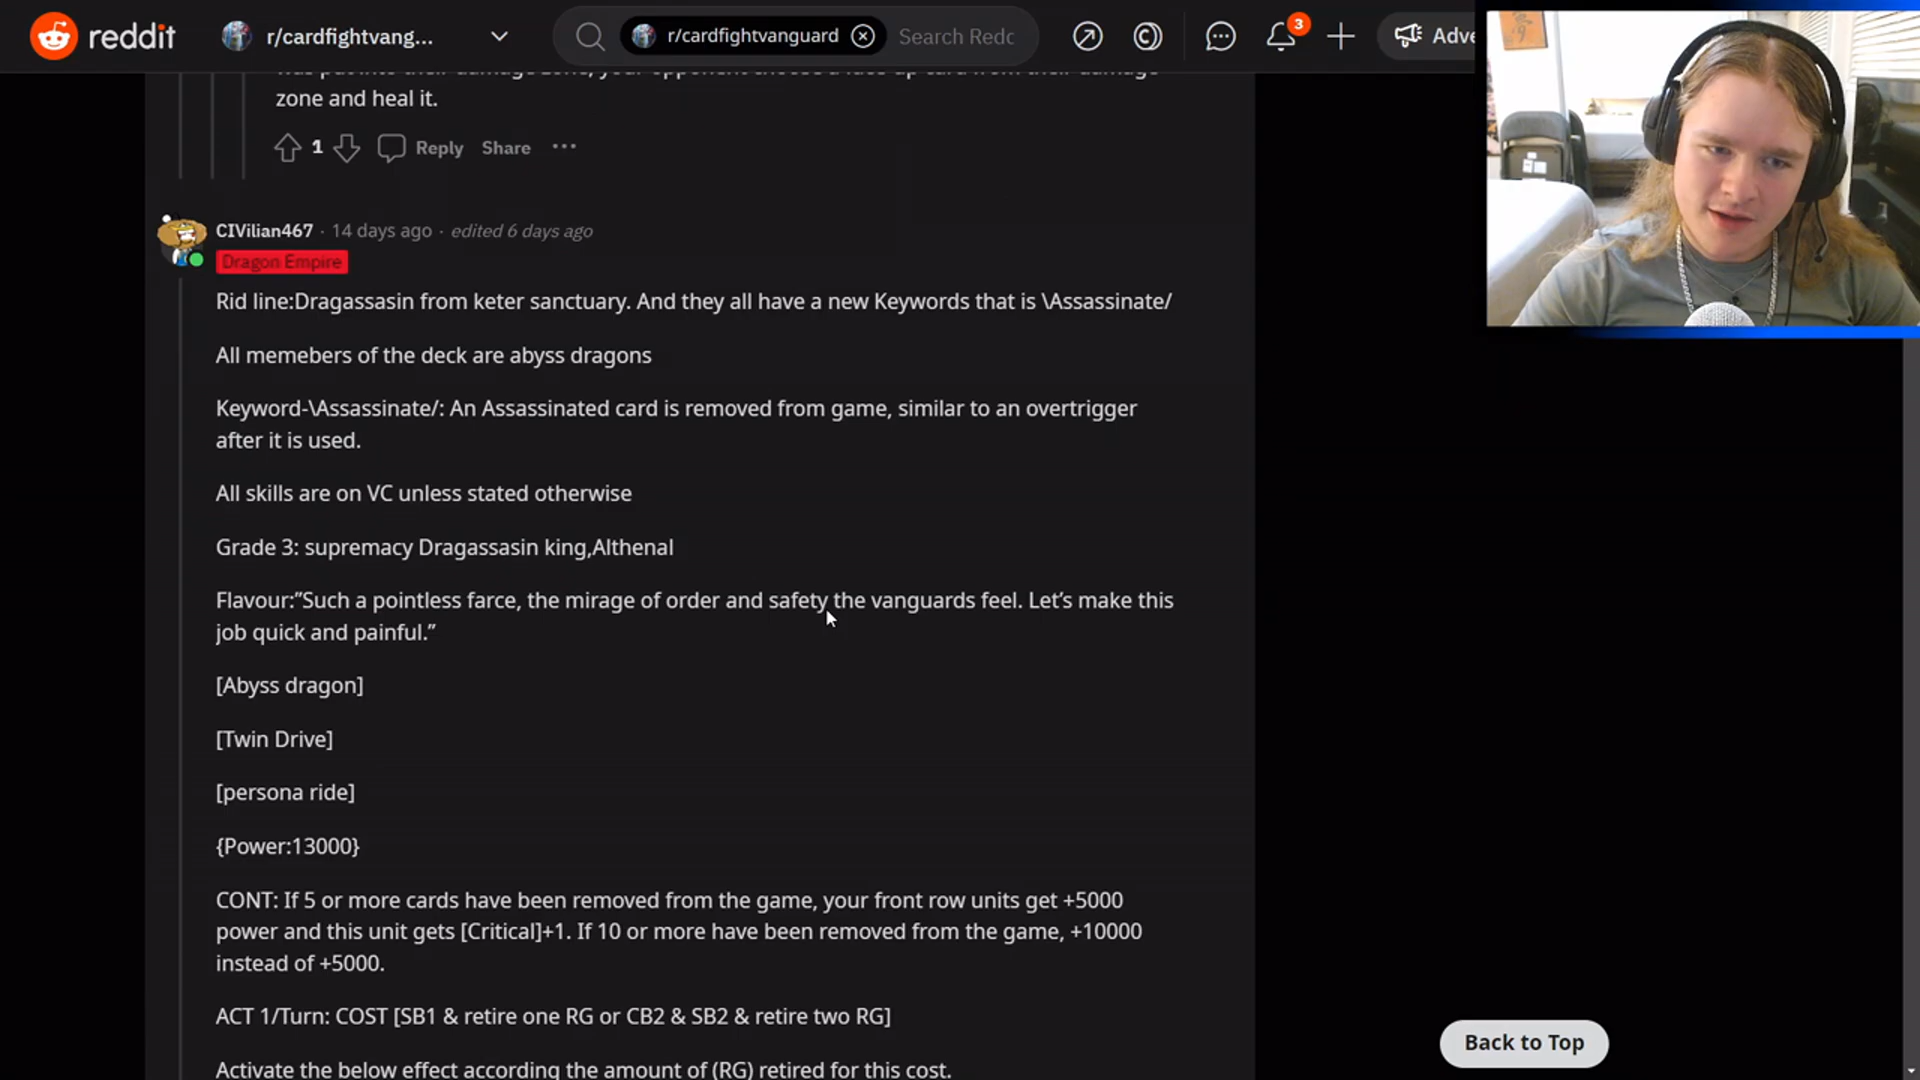 reddit
r/cardfightvang...
r/cardfightvanguard
Search Redc
3
Adve
zone and heal it.
1
Reply
Share
CIVilian467 · 14 days ago · edited 6 days ago
Dragon Empire
Rid line:Dragassasin from keter sanctuary. And they all have a new Keywords that is \Assassinate/
All memebers of the deck are abyss dragons
Keyword-\Assassinate/: An Assassinated card is removed from game, similar to an overtrigger
after it is used.
All skills are on VC unless stated otherwise
Grade 3: supremacy Dragassasin king,Althenal
Flavour:”Such a pointless farce, the mirage of order and safety the vanguards feel. Let’s make this
job quick and painful.”
[Abyss dragon]
[Twin Drive]
[persona ride]
{Power:13000}
CONT: If 5 or more cards have been removed from the game, your front row units get +5000
power and this unit gets [Critical]+1. If 10 or more have been removed from the game, +10000
instead of +5000.
ACT 1/Turn: COST [SB1 & retire one RG or CB2 & SB2 & retire two RG]
Activate the below effect according the amount of (RG) retired for this cost.
Back to Top